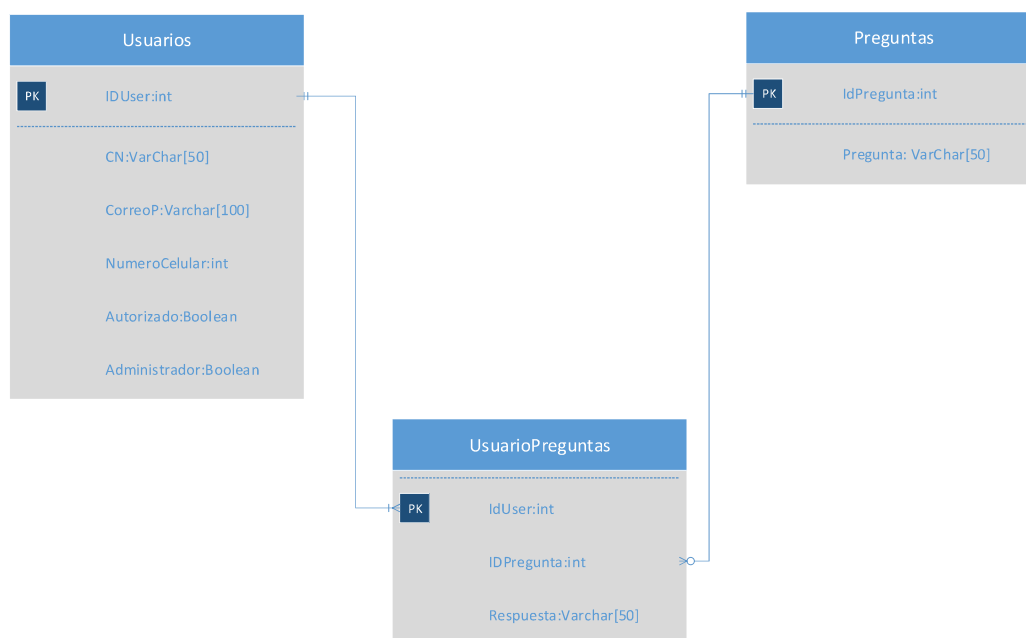 Usuarios
PK
IDUser:int
CN:VarChar[50]
CorreoP:Varchar[100]
NumeroCelular:int
Autorizado:Boolean
Administrador:Boolean
Preguntas
PK
IdPregunta:int
Pregunta: VarChar[50]
UsuarioPreguntas
PK
IdUser:int
IDPregunta:int
Respuesta:Varchar[50]